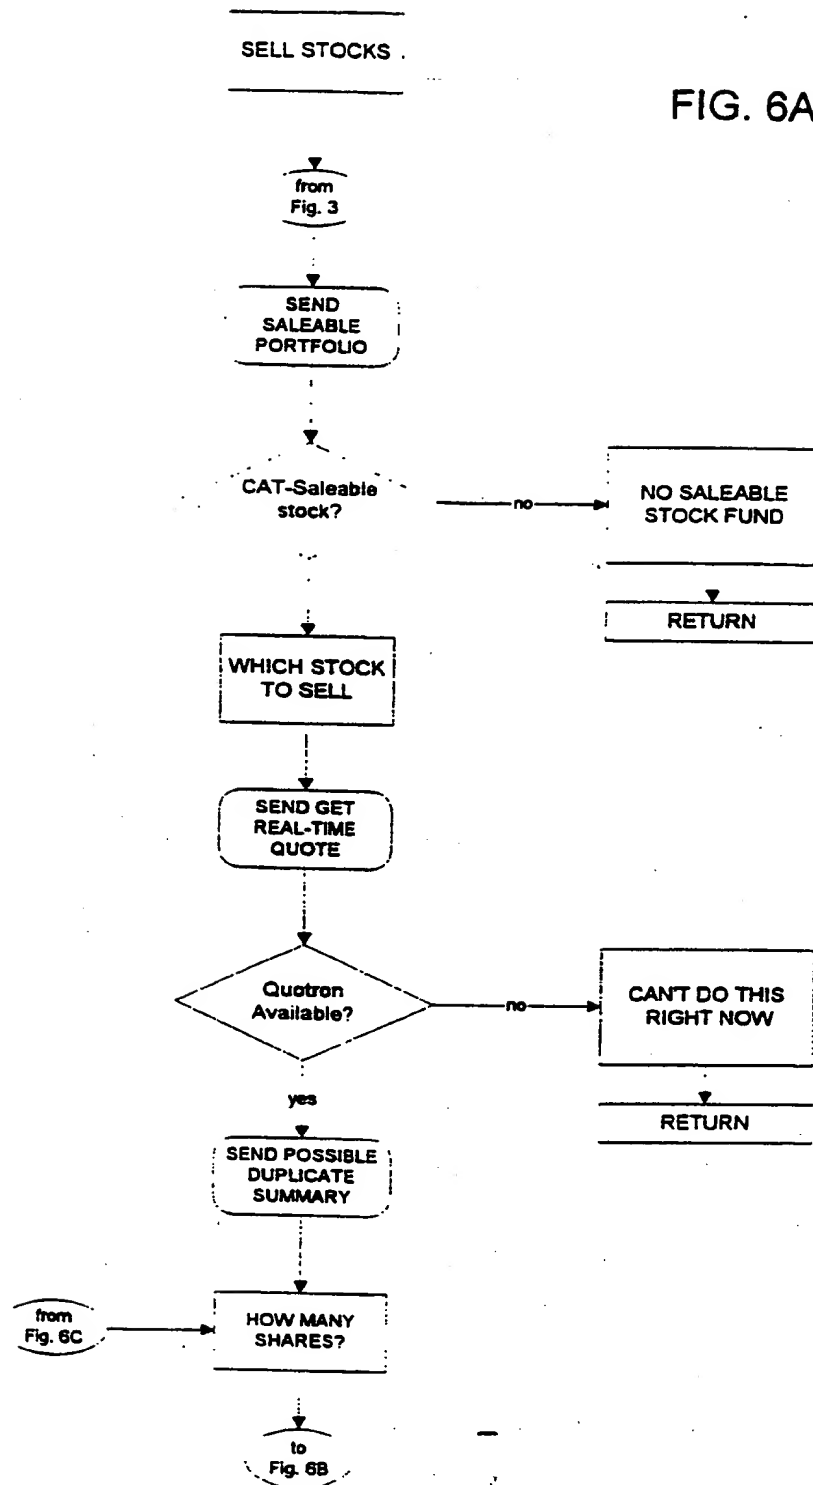 SELL STOCKS
FIG. 6A
from
Fig. 3
SEND
SALEABLE
PORTFOLIO
CAT-Saleable
stock?
no
NO SALEABLE
STOCK FUND
RETURN
WHICH STOCK
TO SELL
SEND GET
REAL-TIME
QUOTE
Quotron
Available?
no
CAN'T DO THIS
RIGHT NOW
RETURN
yes
SEND POSSIBLE
DUPLICATE
SUMMARY
from
Fig. 6C
HOW MANY
SHARES?
to
Fig. 6B